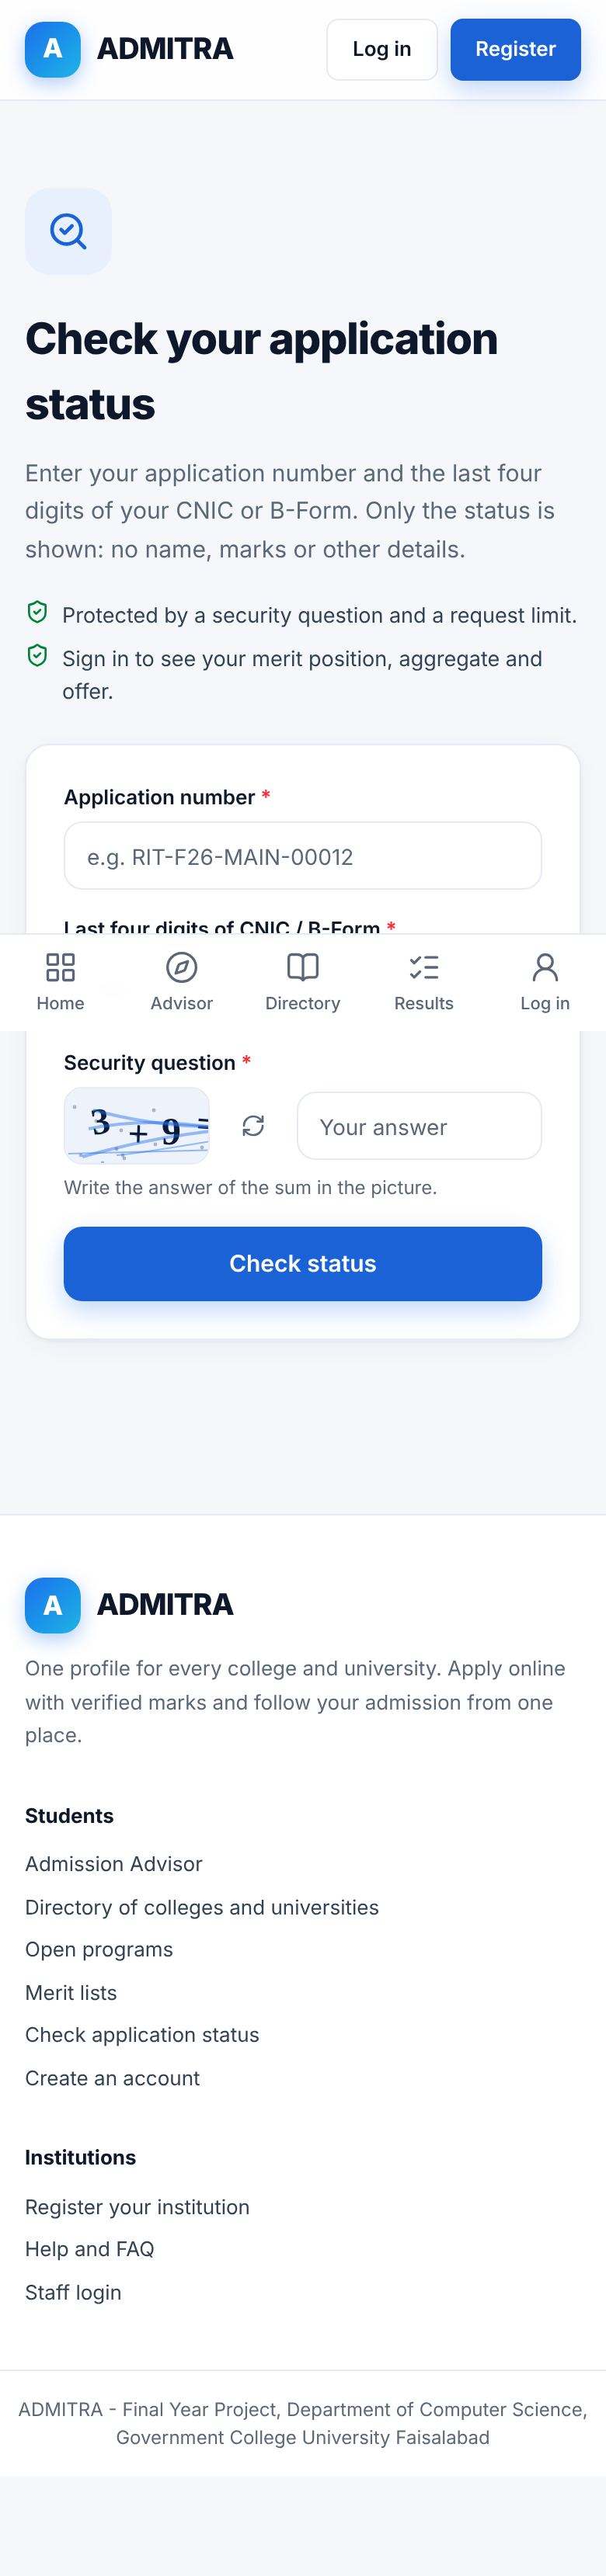 A ADMITRA
Log in
Register
Check your application
status
Enter your application number and the last four
digits of your CNIC or B-Form. Only the status is
shown: no name, marks or other details.
Protected by a security question and a request limit.
Sign in to see your merit position, aggregate and
offer.
Application number *
e.g. RIT-F26-MAIN-00012
Last four digits of CNIC / B-Form *
Home
Advisor
Directory
Results
Log in
Security question *
3 + 9 =
Your answer
Write the answer of the sum in the picture.
Check status
A ADMITRA
One profile for every college and university. Apply online
with verified marks and follow your admission from one
place.
Students
Admission Advisor
Directory of colleges and universities
Open programs
Merit lists
Check application status
Create an account
Institutions
Register your institution
Help and FAQ
Staff login
ADMITRA - Final Year Project, Department of Computer Science,
Government College University Faisalabad